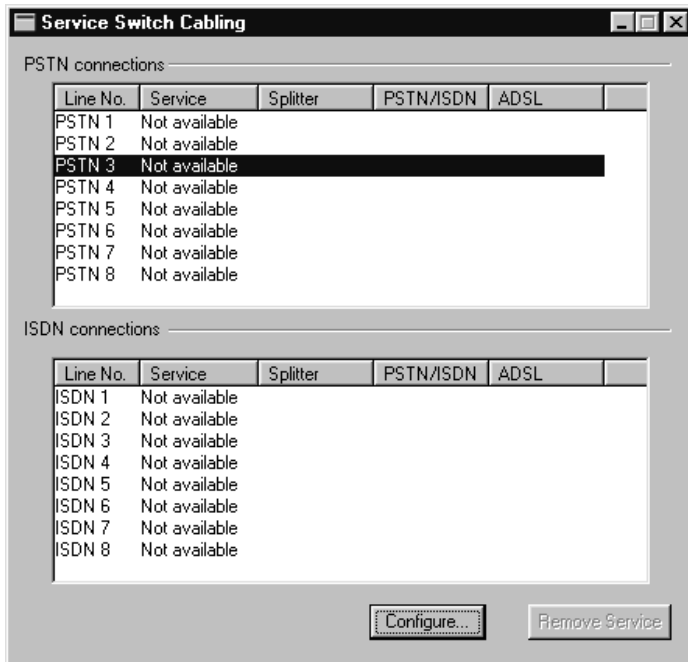 Service Switch Cabling
PSTN connections
Line No. Service Splitter PSTN/ISDN ADSL
PSTN 1 Not available
PSTN 2 Not available
PSTN 3 Not available
PSTN 4 Not available
PSTN 5 Not available
PSTN 6 Not available
PSTN 7 Not available
PSTN 8 Not available
ISDN connections
Line No. Service Splitter PSTN/ISDN ADSL
ISDN 1 Not available
ISDN 2 Not available
ISDN 3 Not available
ISDN 4 Not available
ISDN 5 Not available
ISDN 6 Not available
ISDN 7 Not available
ISDN 8 Not available
Configure... Remove Service